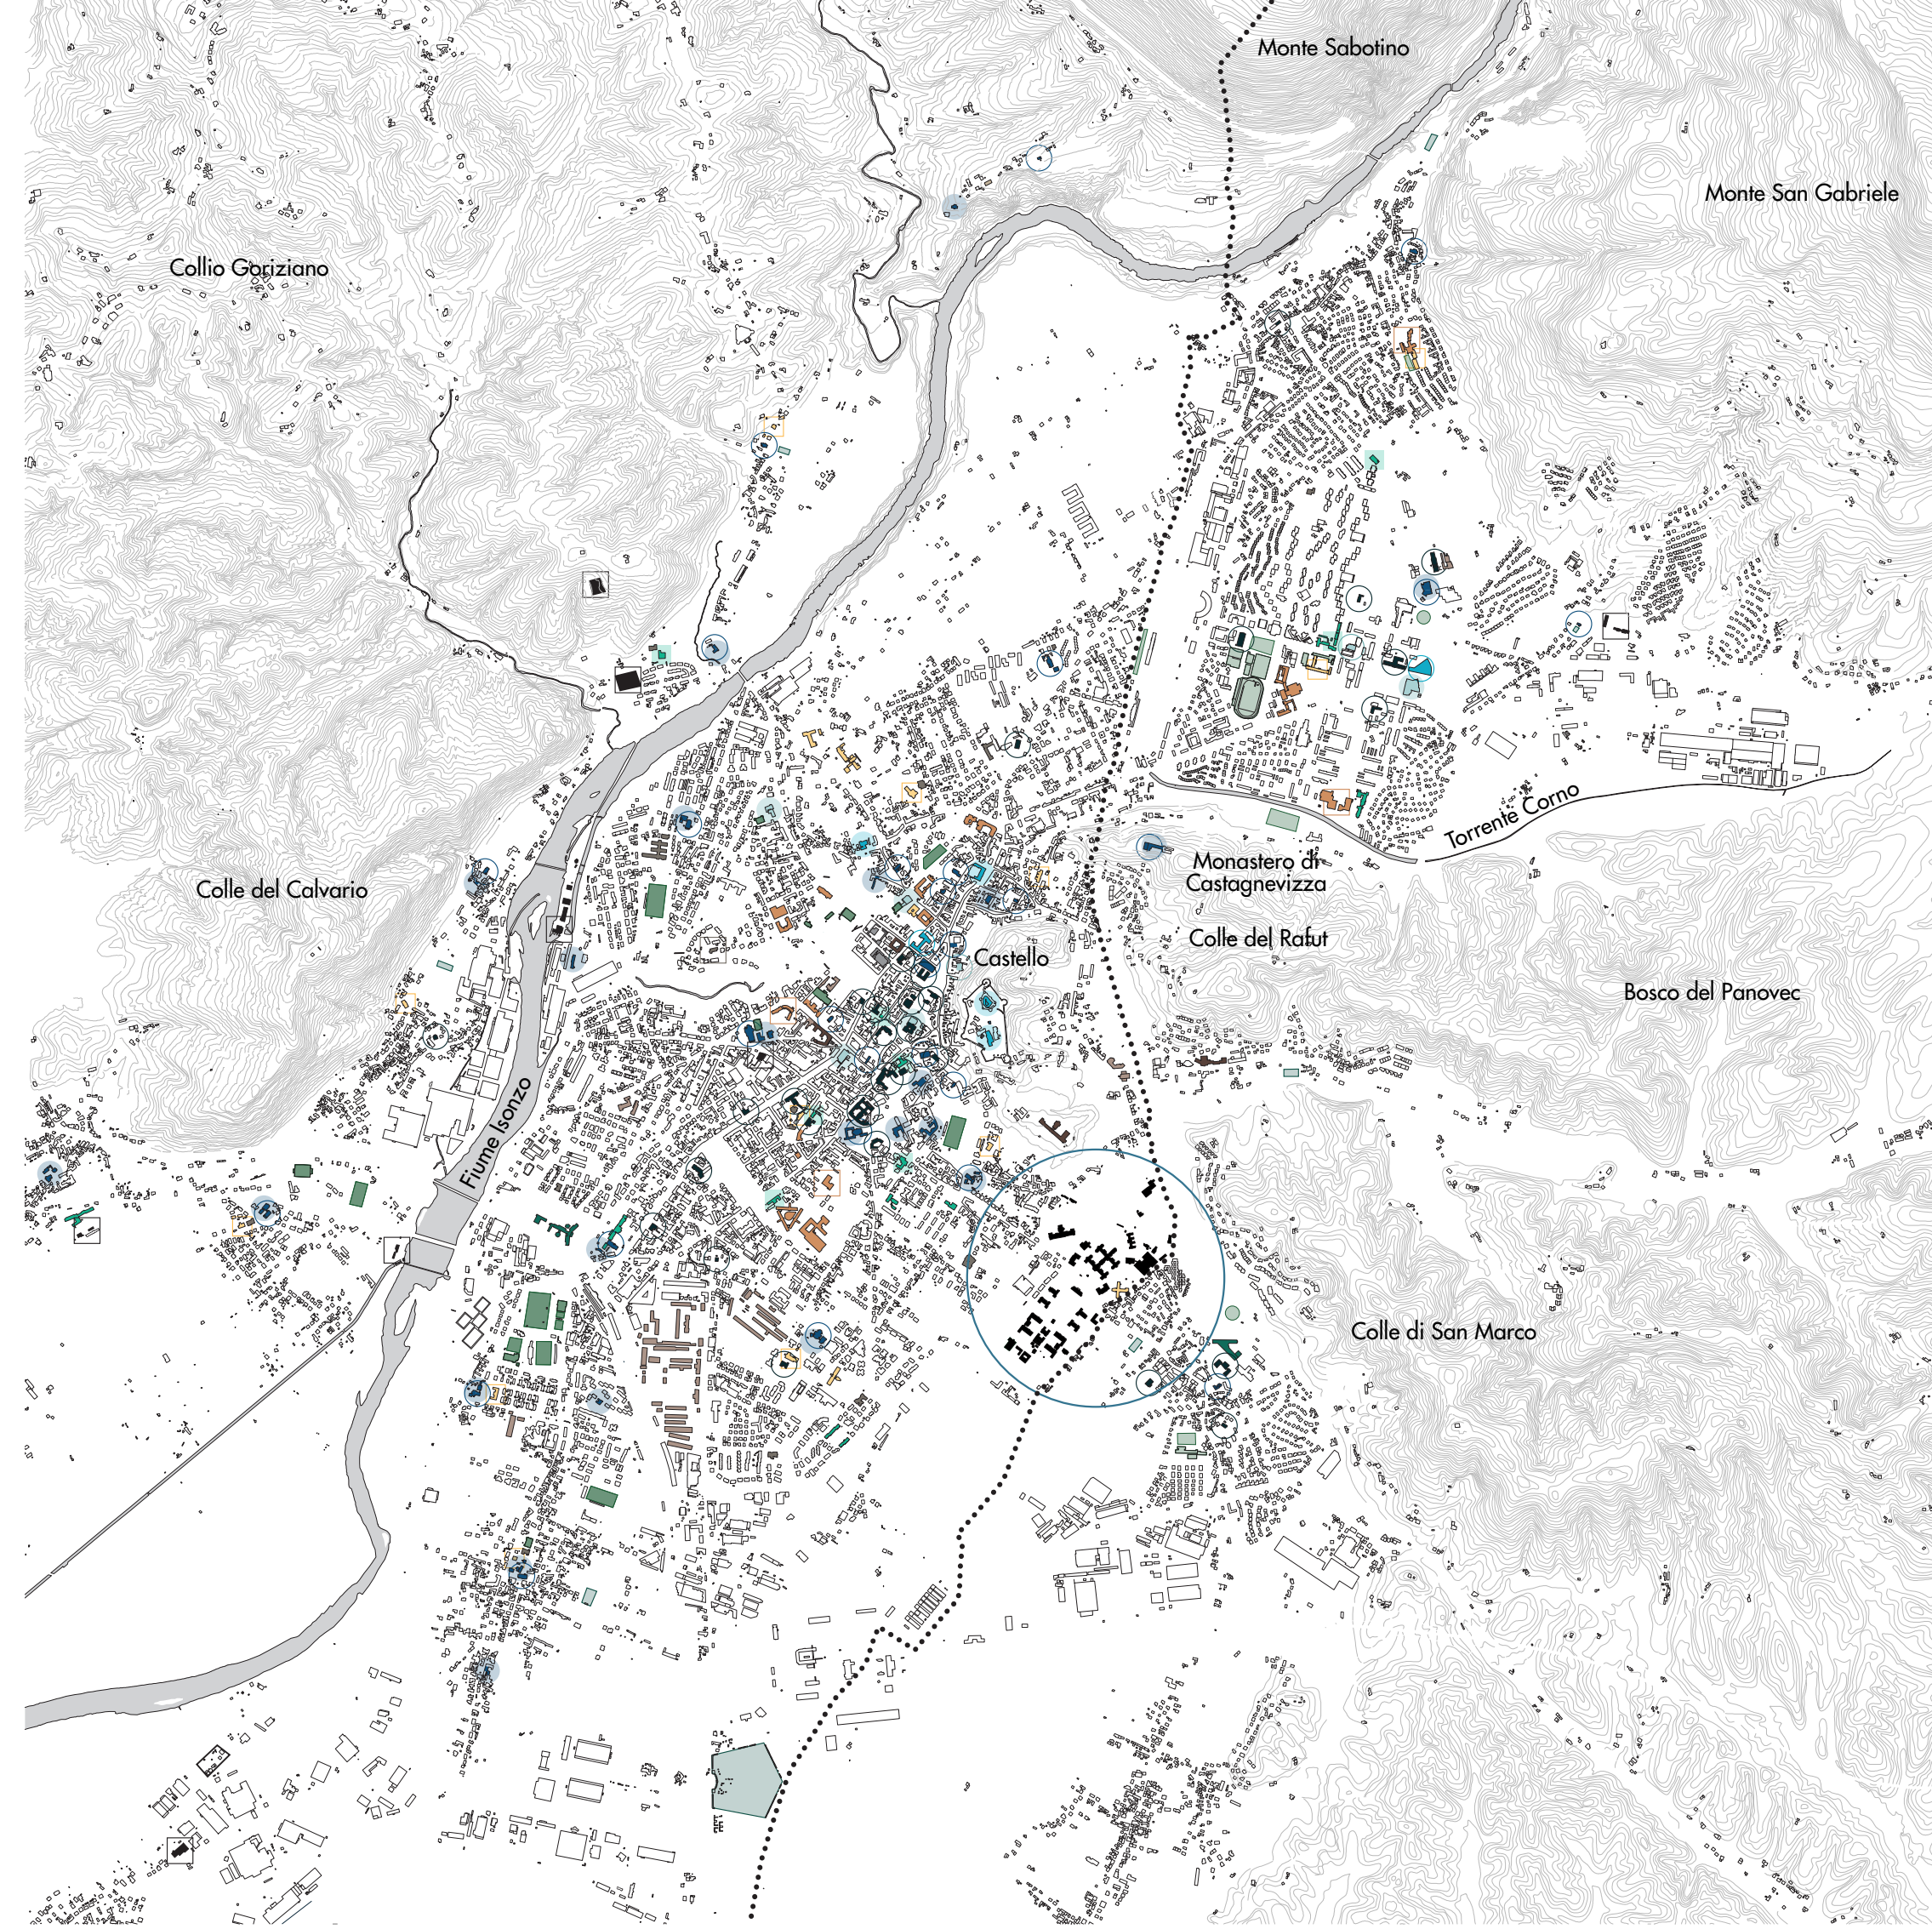 Monte Sabotino
Monte San Gabriele
Collio Goriziano
Torrente Corno
Monastero di
Castagnevizza
Colle del Calvario
Colle del Rafut
Castello
Bosco del Panovec
Fiume Isonzo
Colle di San Marco